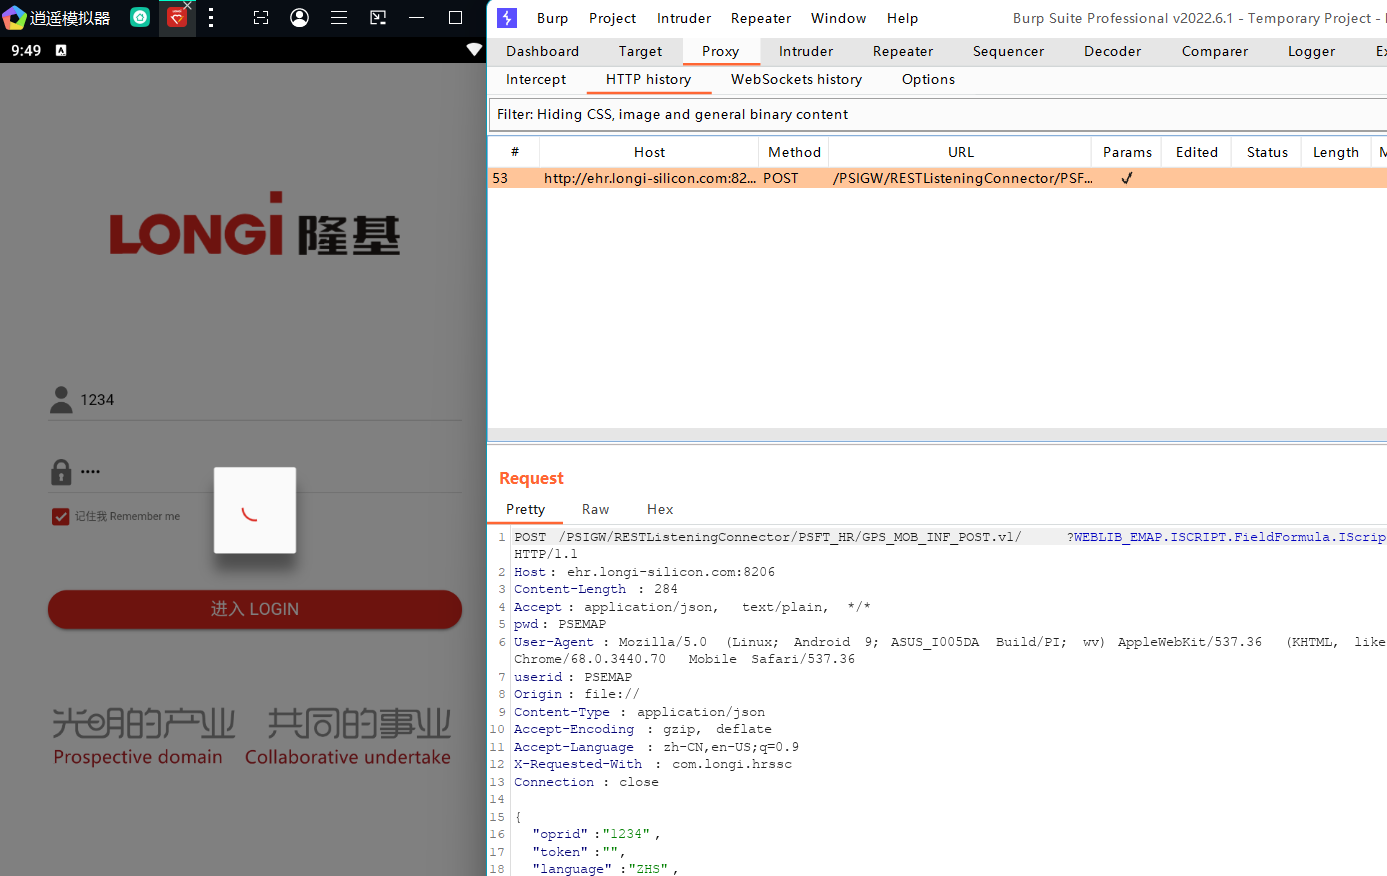 逍遥模拟器
9:49
LONGi 隆基
1234
••••
记住我 Remember me
进入 LOGIN
光明的产业 共同的事业
Prospective domain Collaborative undertake
Burp Project Intruder Repeater Window Help Burp Suite Professional v2022.6.1 - Temporary Project -
Dashboard Target Proxy Intruder Repeater Sequencer Decoder Comparer Logger Ex
Intercept HTTP history WebSockets history Options
Filter: Hiding CSS, image and general binary content
# Host Method URL Params Edited Status Length M
53 http://ehr.longi-silicon.com:82... POST /PSIGW/RESTListeningConnector/PSF... ✓
Request
Pretty Raw Hex
1 POST /PSIGW/RESTListeningConnector/PSFT_HR/GPS_MOB_INF_POST.v1/ ?WEBLIB_EMAP.ISCRIPT.FieldFormula.IScrip
HTTP/1.1
2 Host: ehr.longi-silicon.com:8206
3 Content-Length : 284
4 Accept: application/json, text/plain, */*
5 pwd: PSEMAP
6 User-Agent : Mozilla/5.0 (Linux; Android 9; ASUS_I005DA Build/PI; wv) AppleWebKit/537.36 (KHTML, like
Chrome/68.0.3440.70 Mobile Safari/537.36
7 userid: PSEMAP
8 Origin: file://
9 Content-Type : application/json
10 Accept-Encoding : gzip, deflate
11 Accept-Language : zh-CN,en-US;q=0.9
12 X-Requested-With : com.longi.hrssc
13 Connection : close
14
15 {
16 "oprid":"1234",
17 "token":"",
18 "language":"ZHS",